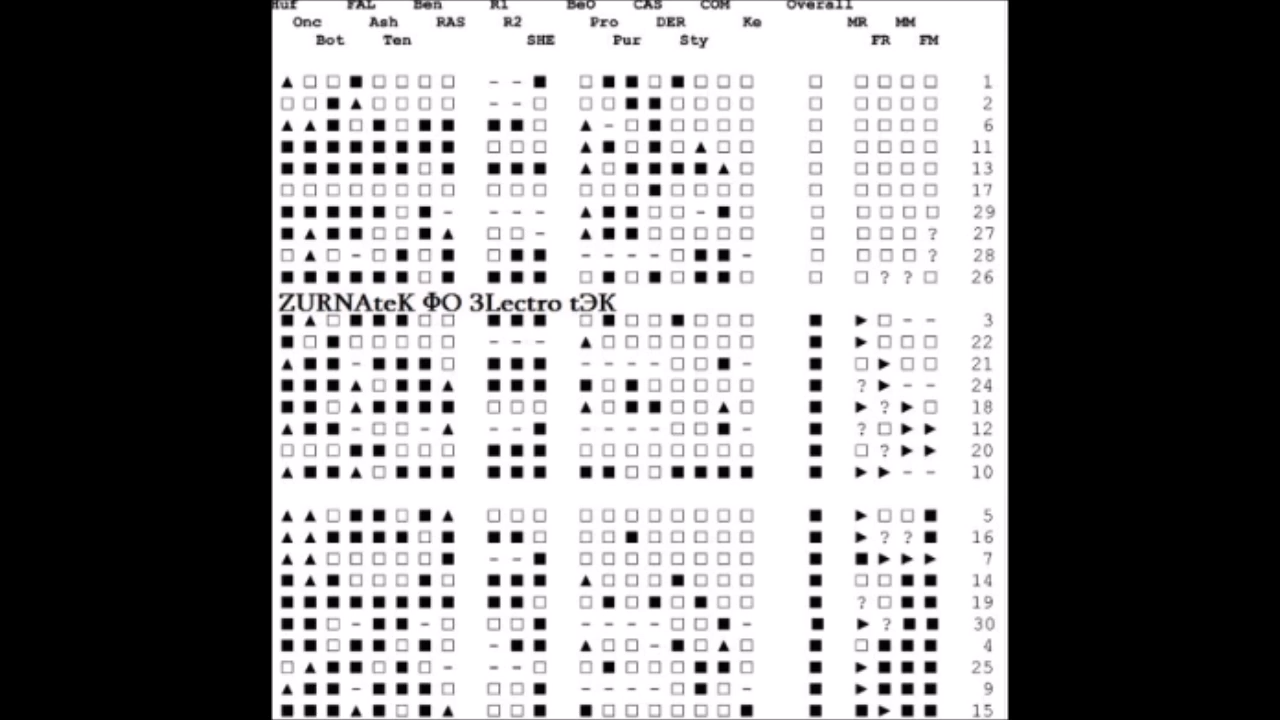 Huf FAL Ben R1 BeO CAS COM Overall
Onc Ash RAS R2 Pro DER Ke MR MM
Bot Ten SHE Pur Sty FR FM
▲ □ □ ■ □ □ □ □ - - ■ □ ■ ■ □ ■ □ □ □ □ □ □ □ □ 1
□ □ ■ ▲ □ □ □ □ - - □ □ □ ■ ■ □ □ □ □ □ □ □ □ □ 2
▲ ▲ ■ □ ■ □ ■ ■ ■ ■ □ ▲ - □ ■ □ □ □ □ □ □ □ □ □ 6
■ ■ ■ ■ ■ ■ ■ ■ □ □ □ ▲ ■ □ ■ □ ▲ □ □ □ □ □ □ □ 11
■ ■ ■ ■ ■ ■ □ ■ ■ ■ ■ ▲ □ ■ ■ ■ ■ ▲ □ □ □ □ □ □ 13
□ □ □ □ □ □ □ □ □ □ □ □ □ □ ■ □ □ □ □ □ □ □ □ □ 17
■ ■ ■ ■ ■ □ ■ - - - - ▲ ■ ■ □ □ - ■ □ □ □ □ □ □ 29
■ ▲ ■ ■ □ □ ■ ▲ □ □ - ▲ ■ ■ □ □ □ □ □ □ □ □ □ ? 27
□ ▲ □ - □ ■ □ ■ □ ■ ■ - - - - □ ■ ■ - □ □ □ □ ? 28
■ ■ ■ ■ ■ ■ □ ■ ■ ■ ■ □ ■ □ ■ □ ■ ■ □ □ □ ? ? □ 26
ZURNAteK ФО 3Lectro tЭK
■ ▲ □ ■ ■ ■ □ □ ■ ■ ■ □ ■ □ □ ■ □ □ □ ■ ► □ - - 3
■ □ ■ □ □ □ □ □ - - - ▲ □ □ □ □ □ □ □ ■ ► □ □ □ 22
▲ ■ ■ - ■ ■ ■ □ ■ ■ ■ - - - - □ □ ■ - ■ □ ► □ □ 21
■ ■ ■ ▲ □ ■ ■ ▲ ■ ■ ■ ■ □ ■ □ □ □ □ □ ■ ? ► - - 24
■ ■ □ ▲ ■ ■ ■ ■ □ □ □ ▲ □ ■ ■ □ □ ▲ □ ■ ► ? ► □ 18
▲ ■ ■ - □ □ - ▲ - - ■ - - - - □ □ ■ - ■ ? □ ► ► 12
□ □ □ ■ ■ □ □ □ ■ ■ ■ □ □ □ □ □ □ □ □ ■ □ ? ► ► 20
▲ ■ ■ ▲ □ ■ ■ ■ ■ ■ ■ ■ ■ □ □ ■ ■ ■ ■ ■ ► ► - - 10
▲ ▲ □ ■ ■ □ ■ ▲ □ □ □ □ □ □ □ □ □ □ □ ■ ► □ □ ■ 5
▲ ▲ ■ ■ ■ ■ □ ■ ■ ■ □ □ □ ■ □ □ □ □ □ ■ ► ? ? ■ 16
▲ ▲ □ □ □ □ □ ■ - - ■ □ □ □ □ □ □ □ □ ■ ■ ► ► ► 7
■ ▲ ■ □ □ □ ■ □ ■ ■ ■ ▲ □ □ □ ■ □ □ □ ■ □ □ ■ ■ 14
■ ■ ■ ■ ■ ■ ■ ■ ■ ■ □ □ ■ □ ■ □ ■ □ □ ■ ? □ ■ ■ 19
■ ■ □ - ■ ■ - □ □ □ ■ - - - - □ □ ■ - ■ ► ? ■ ■ 30
■ ■ □ ■ ■ □ ■ □ - ■ ■ ▲ □ □ - ■ □ ▲ □ ■ □ ■ ■ ■ 4
□ ▲ ■ ■ □ ■ □ - - □ □ □ ■ □ □ □ ■ ■ □ ■ ► ■ ■ ■ 25
▲ ■ ■ - ■ ■ ■ □ □ □ ■ - - - - □ ■ □ - ■ ► ■ ■ ■ 9
■ ■ ■ ▲ ■ □ ■ ▲ □ □ ■ ■ □ □ □ □ □ □ ■ ■ ■ ► ■ ■ 15